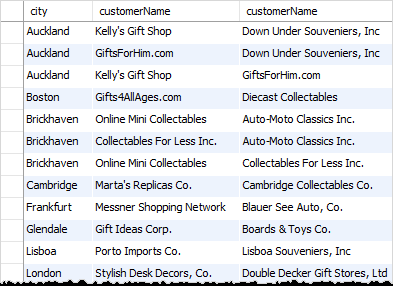 city customerName customerName
Auckland Kelly's Gift Shop Down Under Souveniers, Inc
Auckland GiftsForHim.com Down Under Souveniers, Inc
Auckland Kelly's Gift Shop GiftsForHim.com
Boston Gifts4AllAges.com Diecast Collectables
Brickhaven Online Mini Collectables Auto-Moto Classics Inc.
Brickhaven Collectables For Less Inc. Auto-Moto Classics Inc.
Brickhaven Online Mini Collectables Collectables For Less Inc.
Cambridge Marta's Replicas Co. Cambridge Collectables Co.
Frankfurt Messner Shopping Network Blauer See Auto, Co.
Glendale Gift Ideas Corp. Boards & Toys Co.
Lisboa Porto Imports Co. Lisboa Souveniers, Inc
London Stylish Desk Decors, Co. Double Decker Gift Stores, Ltd